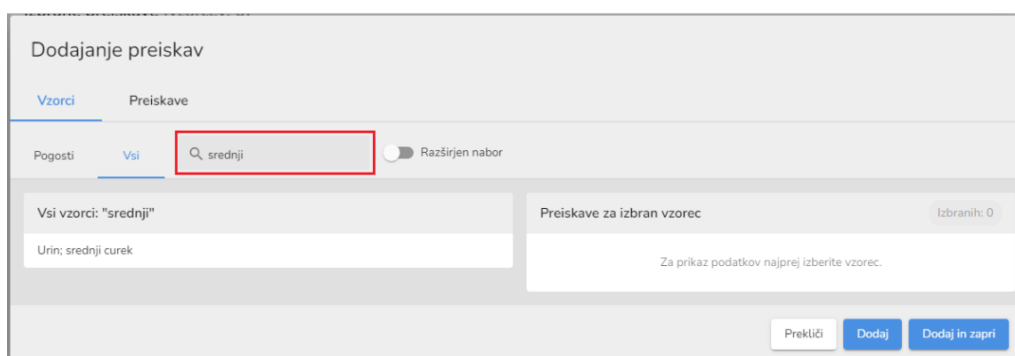 Dodajanje preiskav
Vzorci Preiskave
Pogosti Vsi srednji Razširjen nabor
Vsi vzorci: "srednji" Preiskave za izbran vzorec Izbranih: 0
Urin; srednji curek
Za prikaz podatkov najprej izberite vzorec.
Prekliči Dodaj Dodaj in zapri